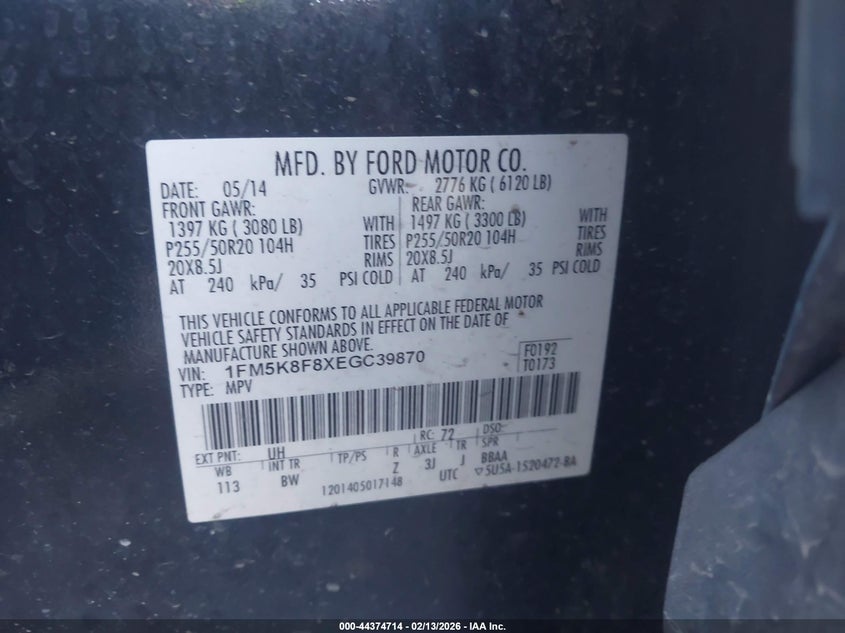 MFD. BY FORD MOTOR CO.
DATE: 05/14 GVWR: 2776 KG ( 6120 LB)
FRONT GAWR: REAR GAWR:
1397 KG ( 3080 LB) WITH 1497 KG ( 3300 LB) WITH
P255/50R20 104H TIRES P255/50R20 104H TIRES
20X8.5J RIMS 20X8.5J RIMS
AT 240 kPa/ 35 PSI COLD AT 240 kPa/ 35 PSI COLD
THIS VEHICLE CONFORMS TO ALL APPLICABLE FEDERAL MOTOR
VEHICLE SAFETY STANDARDS IN EFFECT ON THE DATE OF
MANUFACTURE SHOWN ABOVE.
VIN: 1FM5K8F8XEGC39870 F0192
TYPE: MPV T0173
EXT PNT: UH RC: 72 DSO:
WB INT TR TP/PS R AXLE TR SPR
113 BW Z 3J J BBAA
1201405017148 UTC ▽5U5A-1520472-BA
000-44374714 | 02/13/2026 - IAA Inc.